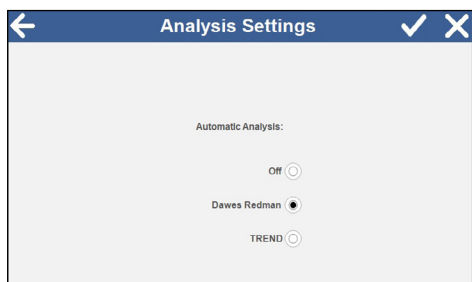 Analysis Settings
Automatic Analysis:
Off
Dawes Redman
TREND